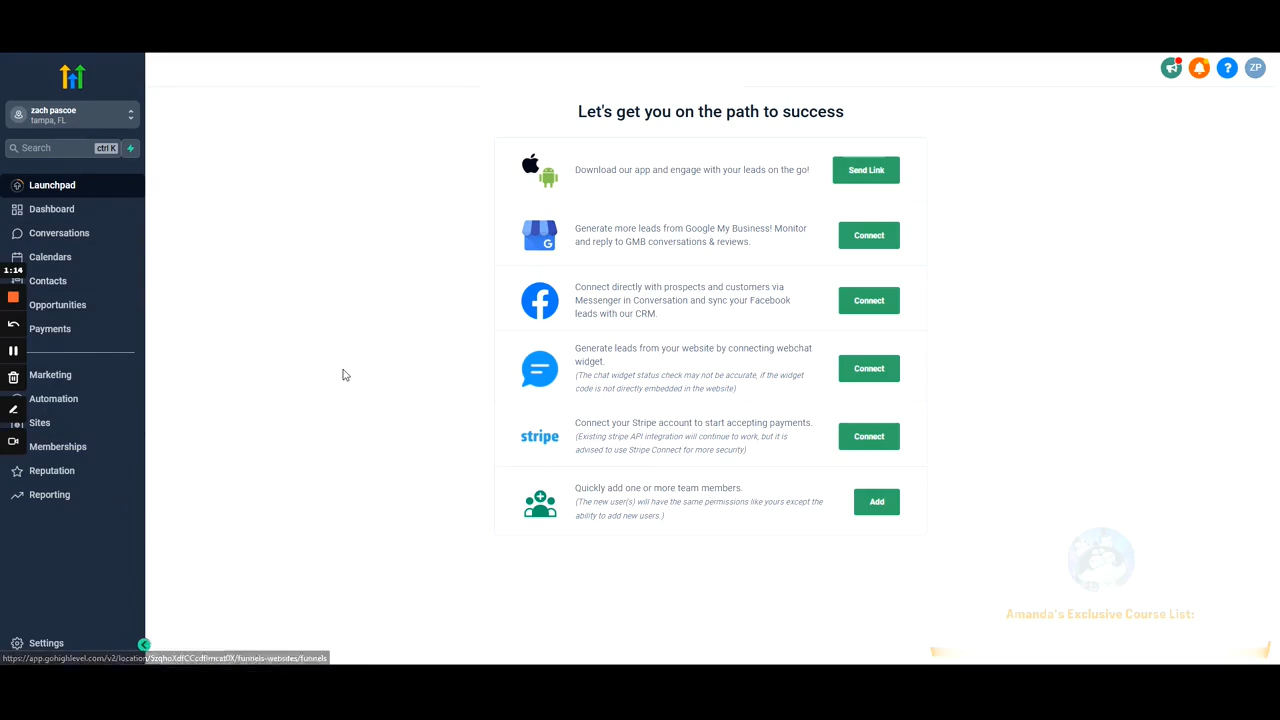 zach pascoe
tampa, FL
Search
ctrl K
Launchpad
Dashboard
Conversations
Calendars
1:14
Contacts
Opportunities
Payments
Marketing
Automation
Sites
Memberships
Reputation
Reporting
Settings
ZP
Let's get you on the path to success
Download our app and engage with your leads on the go!
Send Link
Generate more leads from Google My Business! Monitor
and reply to GMB conversations & reviews.
Connect
Connect directly with prospects and customers via
Messenger in Conversation and sync your Facebook
leads with our CRM.
Connect
Generate leads from your website by connecting webchat
widget.
(The chat widget status check may not be accurate, if the widget
code is not directly embedded in the website)
Connect
stripe
Connect your Stripe account to start accepting payments.
(Existing stripe API integration will continue to work, but it is
advised to use Stripe Connect for more security)
Connect
Quickly add one or more team members.
(The new user(s) will have the same permissions like yours except the
ability to add new users.)
Add
Amanda's Exclusive Course List: